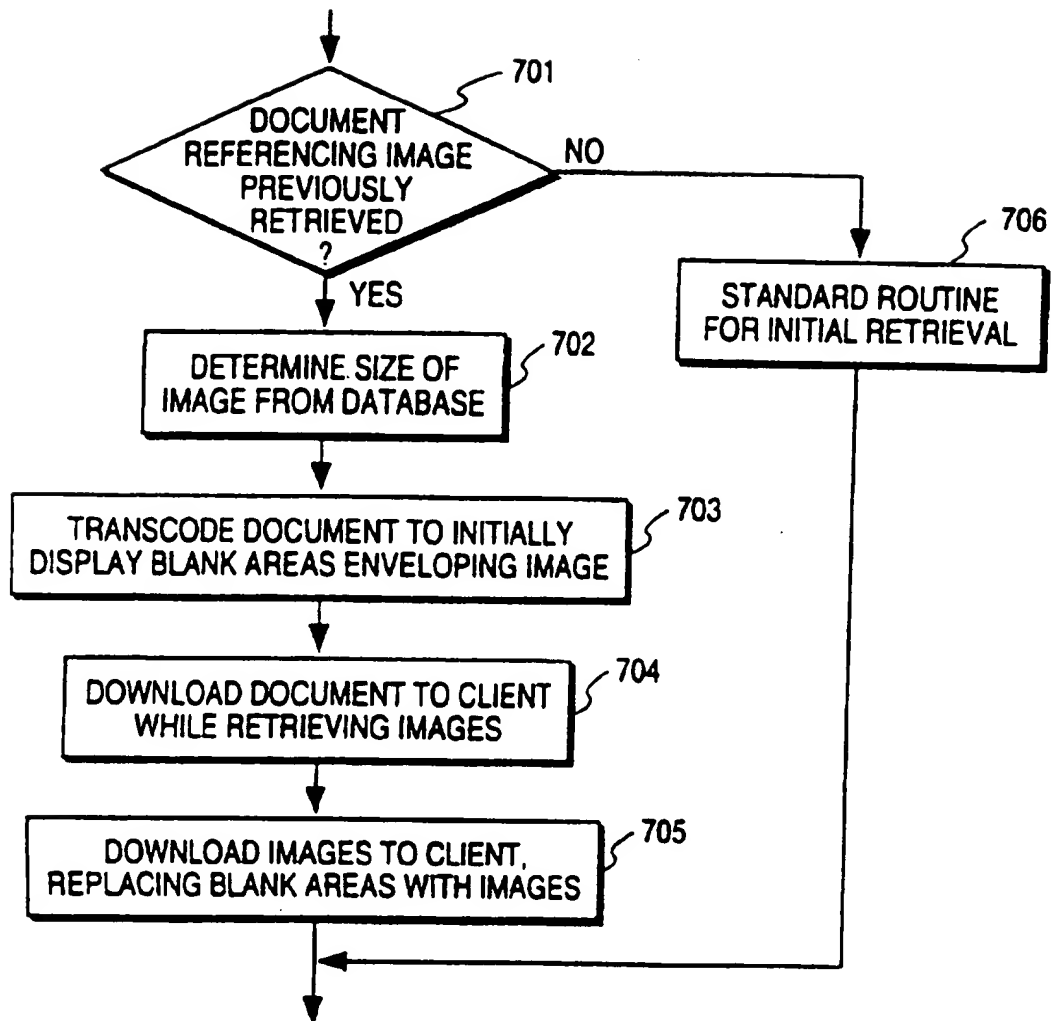 701
DOCUMENT
REFERENCING IMAGE
PREVIOUSLY
RETRIEVED
?
NO
YES
706
STANDARD ROUTINE
FOR INITIAL RETRIEVAL
702
DETERMINE SIZE OF
IMAGE FROM DATABASE
703
TRANSCODE DOCUMENT TO INITIALLY
DISPLAY BLANK AREAS ENVELOPING IMAGE
704
DOWNLOAD DOCUMENT TO CLIENT
WHILE RETRIEVING IMAGES
705
DOWNLOAD IMAGES TO CLIENT,
REPLACING BLANK AREAS WITH IMAGES